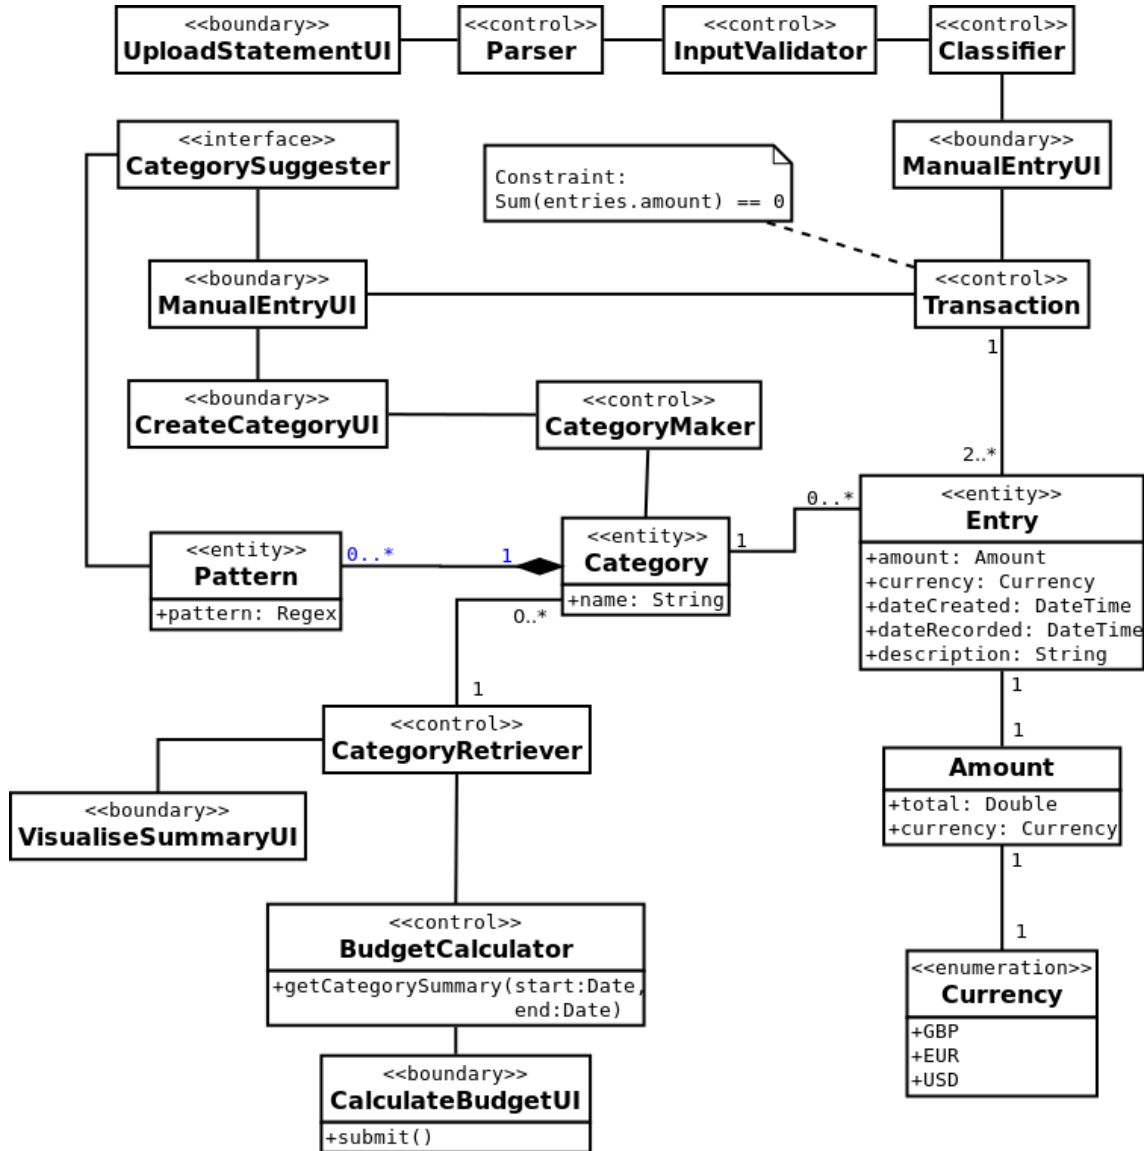 <<boundary>>
UploadStatementUI
<<control>>
Parser
<<control>>
InputValidator
<<control>>
Classifier
<<interface>>
CategorySuggester
Constraint:
Sum(entries.amount) == 0
<<boundary>>
ManualEntryUI
<<boundary>>
ManualEntryUI
<<control>>
Transaction
1
<<boundary>>
CreateCategoryUI
<<control>>
CategoryMaker
2..*
<<entity>>
Pattern
+pattern: Regex
0..*
1
<<entity>>
Category
+name: String
1
0..*
<<entity>>
Entry
+amount: Amount
+currency: Currency
+dateCreated: DateTime
+dateRecorded: DateTime
+description: String
0..*
1
<<control>>
CategoryRetriever
1
1
Amount
+total: Double
+currency: Currency
<<boundary>>
VisualiseSummaryUI
1
1
<<control>>
BudgetCalculator
+getCategorySummary(start:Date,
end:Date)
<<enumeration>>
Currency
+GBP
+EUR
+USD
<<boundary>>
CalculateBudgetUI
+submit()